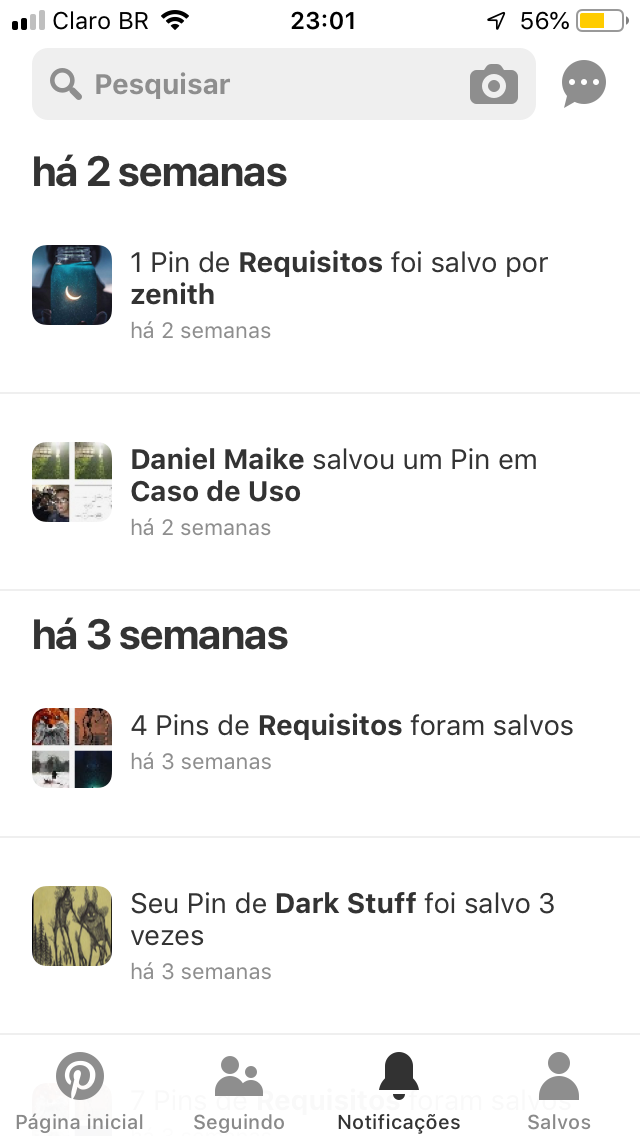 Claro BR 23:01 56%
Pesquisar
há 2 semanas
1 Pin de Requisitos foi salvo por
zenith
há 2 semanas
Daniel Maike salvou um Pin em
Caso de Uso
há 2 semanas
há 3 semanas
4 Pins de Requisitos foram salvos
há 3 semanas
Seu Pin de Dark Stuff foi salvo 3
vezes
há 3 semanas
7 Pins de Requisitos foram salvos
Página inicial Seguindo Notificações Salvos